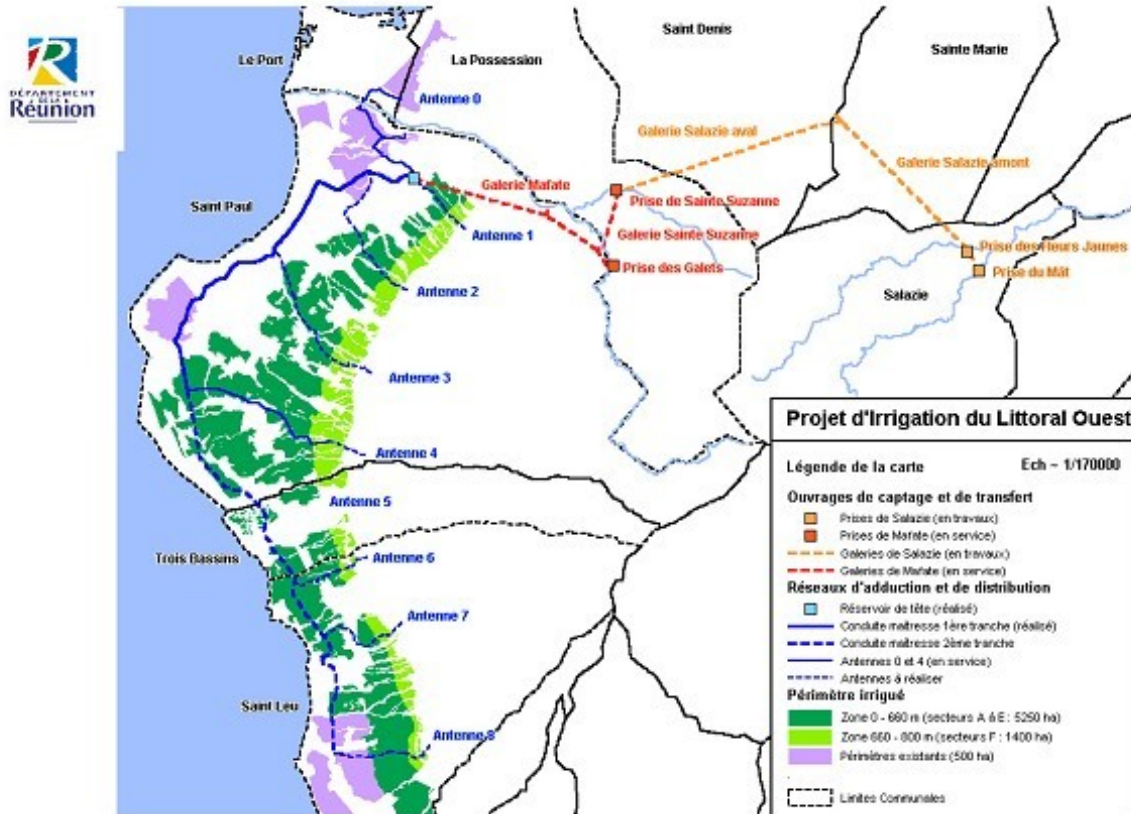 DÉPARTEMENT
DE LA
Réunion
Le Port
La Possession
Saint Denis
Sainte Marie
Antenne 0
Galerie Salazie aval
Galerie Salazie amont
Galerie Mafate
Prise de Sainte Suzanne
Saint Paul
Antenne 1
Galerie Sainte Suzanne
Prise des Fleurs Jaunes
Prise des Galets
Prise du Mât
Antenne 2
Salazie
Antenne 3
Antenne 4
Antenne 5
Trois Bassins
Antenne 6
Antenne 7
Saint Leu
Antenne 8
Projet d'Irrigation du Littoral Ouest
Légende de la carte Ech ~ 1/170000
Ouvrages de captage et de transfert
Prises de Salazie (en travaux)
Prises de Mafate (en service)
Galeries de Salazie (en travaux)
Galeries de Mafate (en service)
Réseaux d'adduction et de distribution
Réservoir de tête (réalisé)
Conduite maîtresse 1ère tranche (réalisé)
Conduite maîtresse 2ème tranche
Antennes 0 et 4 (en service)
Antennes à réaliser
Périmètre irrigué
Zone 0 - 660 m (secteurs A à E : 5250 ha)
Zone 660 - 800 m (secteurs F : 1400 ha)
Périmètres existants (500 ha)
Limites Communales